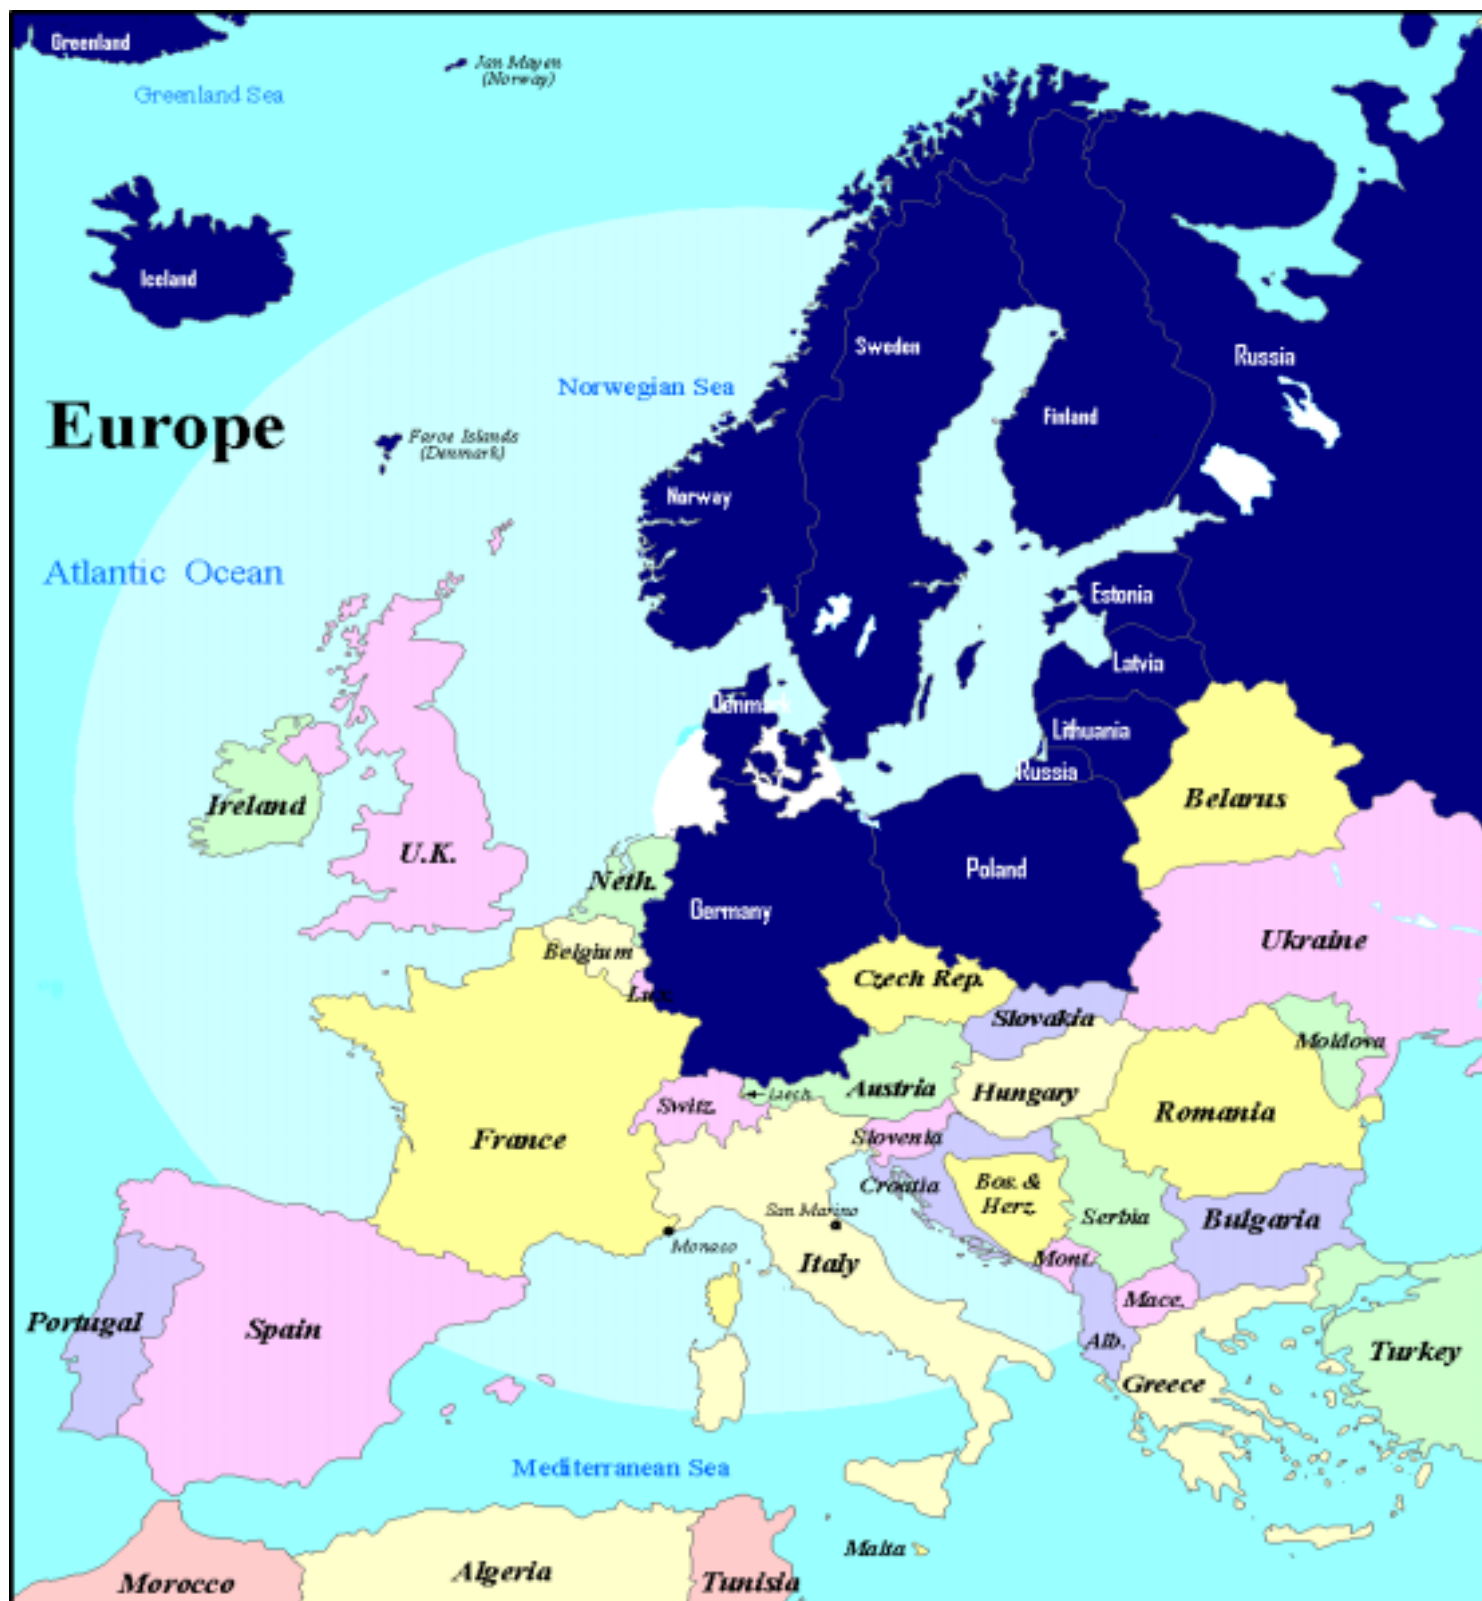 Greenland
Jan Mayen
(Norway)
Greenland Sea
Iceland
Sweden
Russia
Norwegian Sea
Europe
Finland
Faroe Islands
(Denmark)
Norway
Atlantic Ocean
Estonia
Latvia
Denmark
Lithuania
Russia
Belarus
Ireland
U.K.
Poland
Neth.
Germany
Ukraine
Belgium
Czech Rep.
Lux.
Slovakia
Moldova
Austria
Hungary
Liech.
Switz.
Romania
France
Slovenia
Croatia
Bos. &
Herz.
San Marino
Serbia
Bulgaria
Monaco
Italy
Mont.
Mace.
Portugal
Spain
Alb.
Turkey
Greece
Mediterranean Sea
Malta
Algeria
Morocco
Tunisia